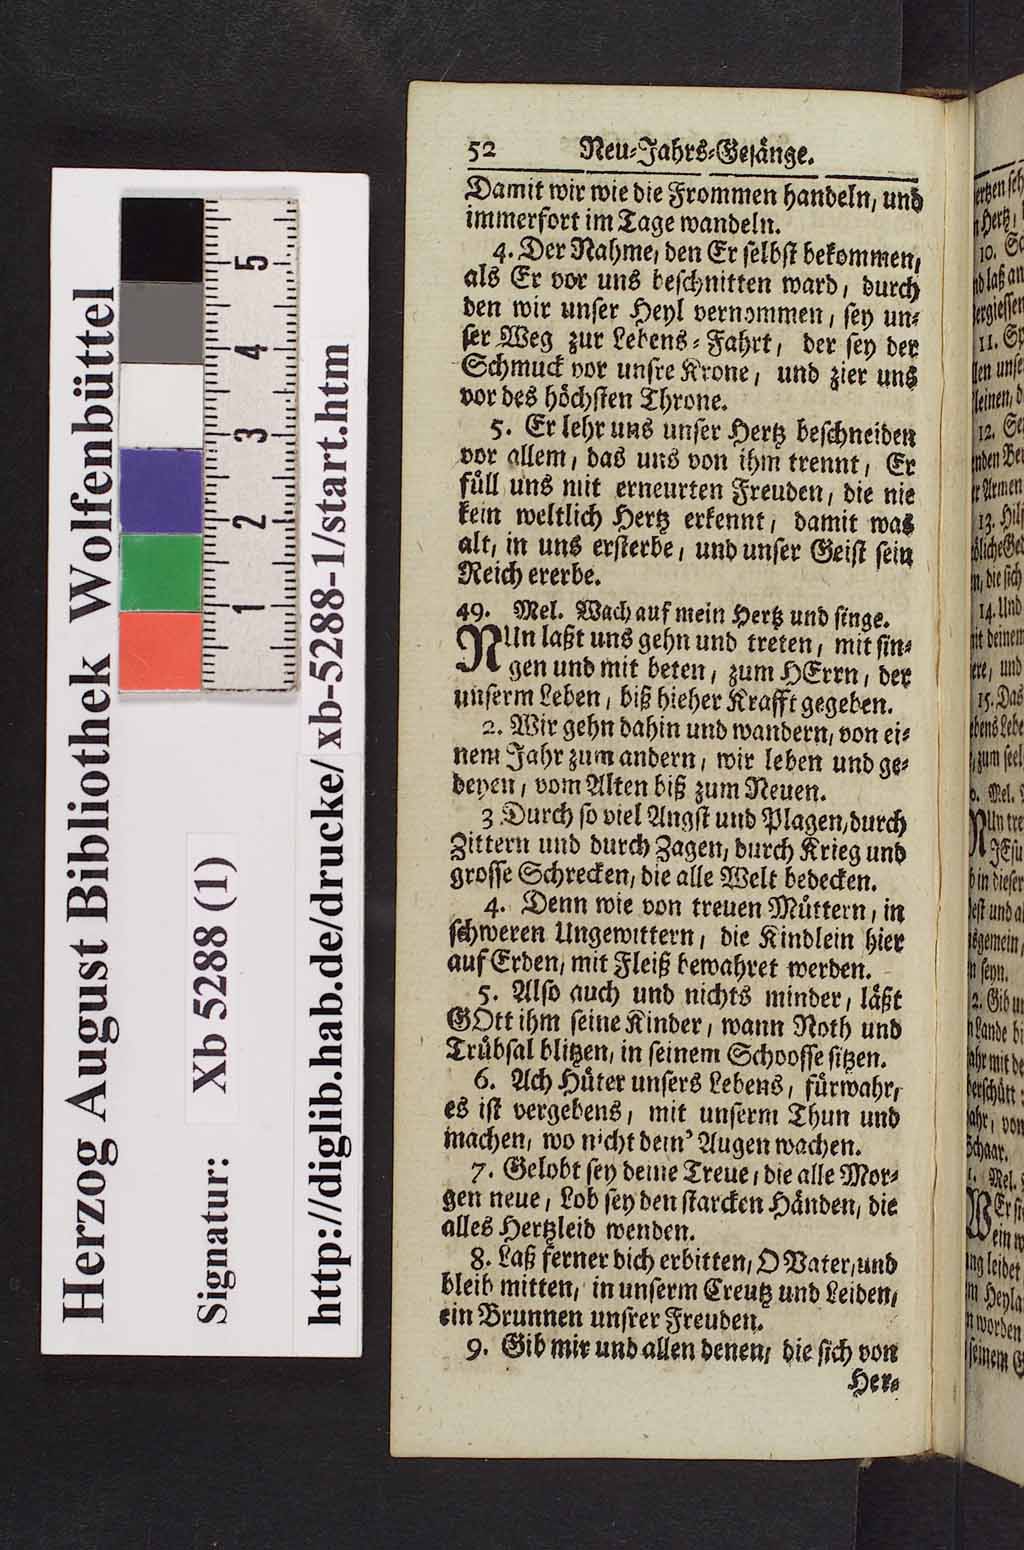 Herzog August Bibliothek Wolfenbüttel
Signatur: Xb 5288 (1)
http://diglib.hab.de/drucke/xb-5288-1/start.htm
5
4
3
2
1
52 Neu-Jahrs-Gesänge.
Damit wir wie die Frommen handeln, und
immerfort im Tage wandeln.
4. Der Nahme, den Er selbst bekommen,
als Er vor uns beschnitten ward, durch
den wir unser Heyl vernommen, sey un-
ser Weg zur Lebens-Fahrt, der sey der
Schmuck vor unsre Krone, und zier uns
vor des höchsten Throne.
5. Er lehr uns unser Hertz beschneiden
vor allem, das uns von ihm trennt, Er
füll uns mit erneurten Freuden, die nie
kein weltlich Hertz erkennt, damit was
alt, in uns ersterbe, und unser Geist sein
Reich ererbe.
49. Mel. Wach auf mein Hertz und singe.
NUn laßt uns gehn und treten, mit sin-
gen und mit beten, zum HErrn, der
unserm Leben, biß hieher Krafft gegeben.
2. Wir gehn dahin und wandern, von ei-
nem Jahr zum andern, wir leben und ge-
deyen, vom Alten biß zum Neuen.
3 Durch so viel Angst und Plagen, durch
Zittern und durch Zagen, durch Krieg und
grosse Schrecken, die alle Welt bedecken.
4. Denn wie von treuen Müttern, in
schweren Ungewittern, die Kindlein hier
auf Erden, mit Fleiß bewahret werden.
5. Also auch und nichts minder, läßt
GOtt ihm seine Kinder, wann Noth und
Trübsal blitzen, in seinem Schoosse sitzen.
6. Ach Hüter unsers Lebens, fürwahr,
es ist vergebens, mit unserm Thun und
machen, wo nicht dein' Augen wachen.
7. Gelobt sey deine Treue, die alle Mor-
gen neue, Lob sey den starcken Händen, die
alles Hertzleid wenden.
8. Laß ferner dich erbitten, O Vater, und
bleib mitten, in unserm Creutz und Leiden,
ein Brunnen unsrer Freuden.
9. Gib mir und allen denen, die sich von
Her-
10.
11.
12.
13.
14. Und
15. Das